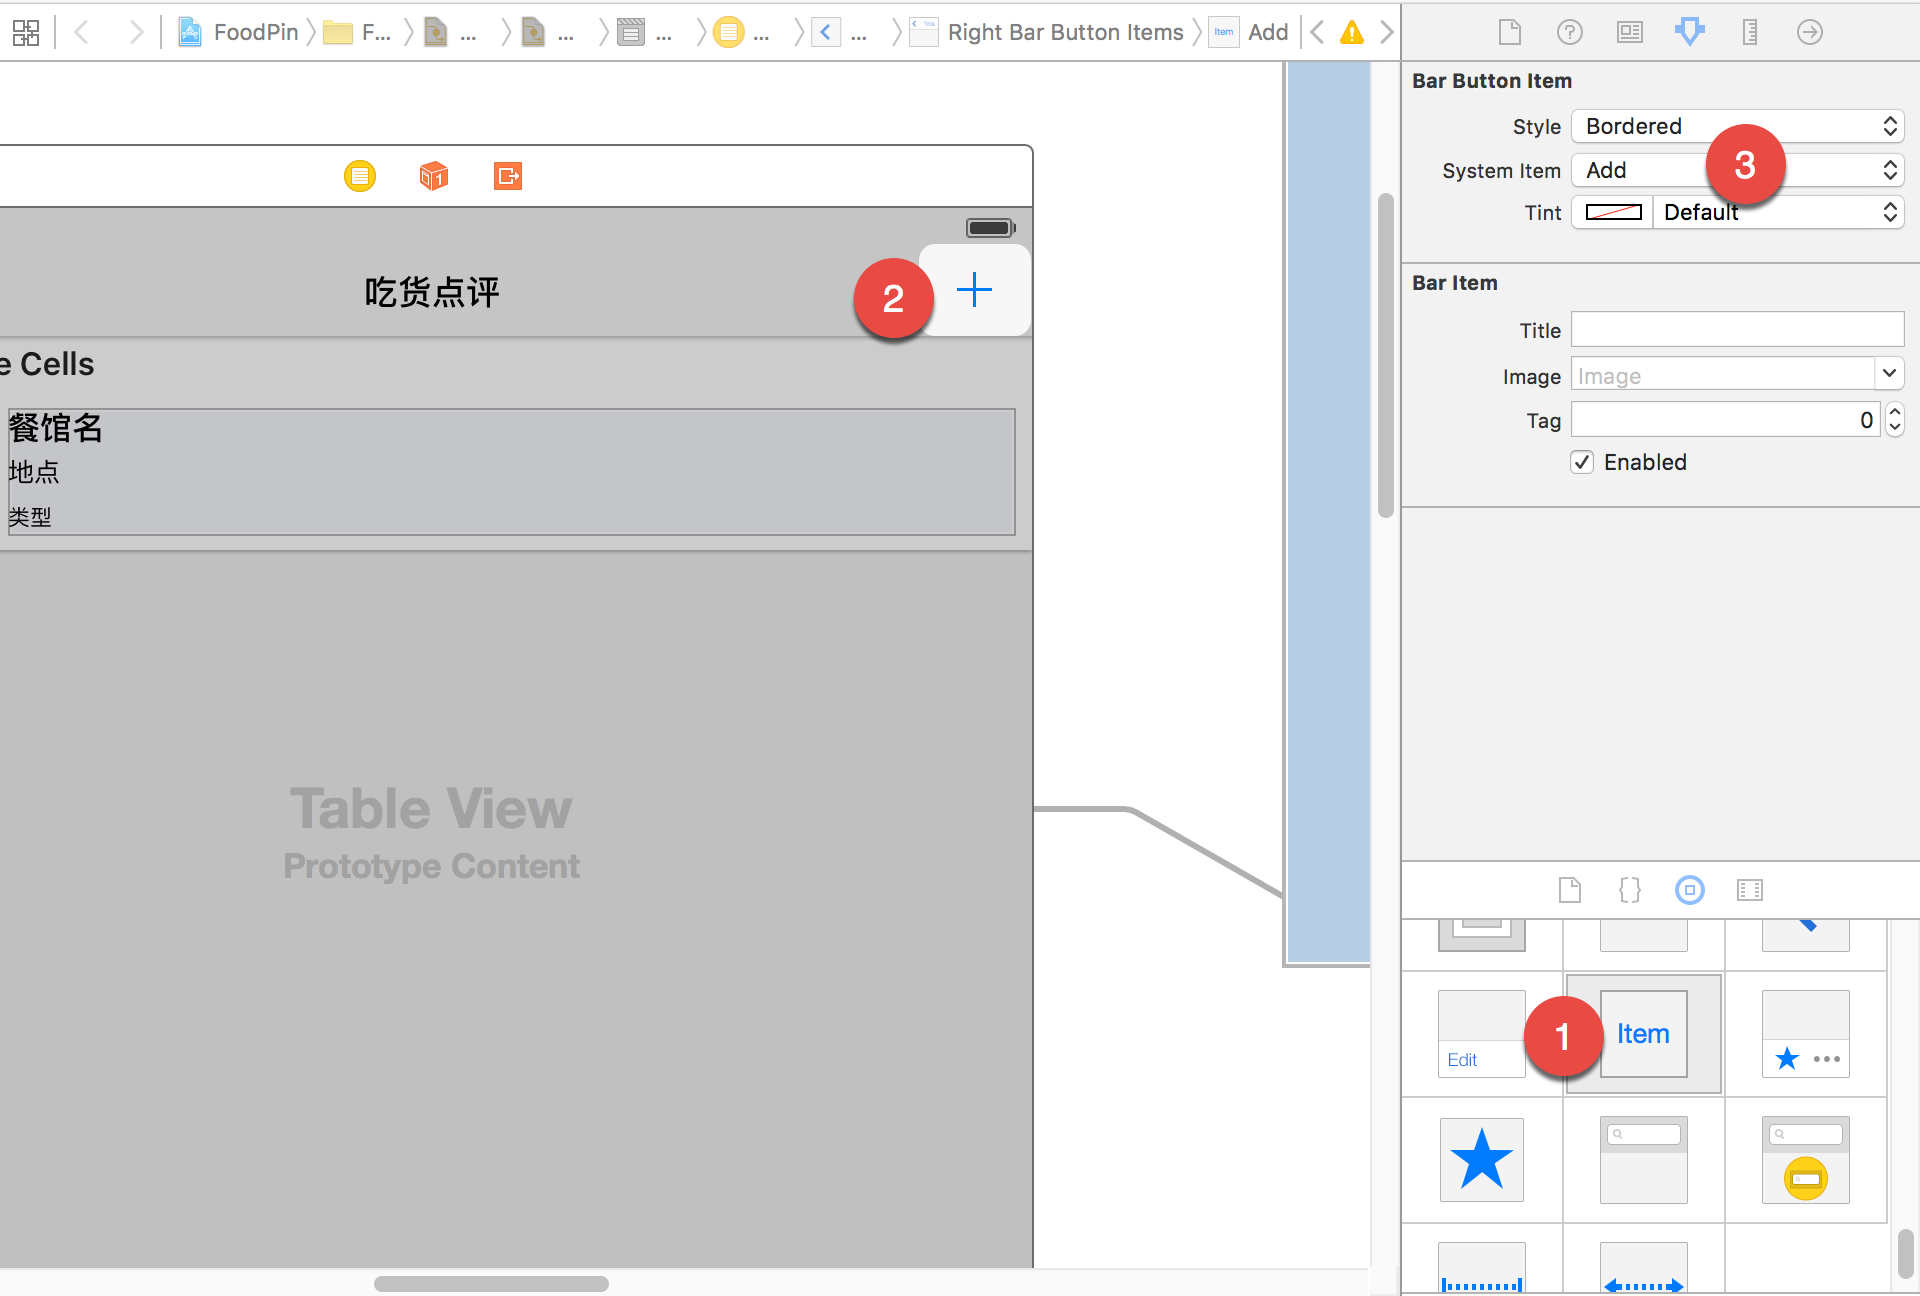 FoodPin F... ... ... ... ... ... Right Bar Button Items Item Add
Bar Button Item
Style Bordered
System Item Add
3
Tint Default
吃货点评
2
Bar Item
Title
Image Image
Tag 0
Enabled
e Cells
餐馆名
地点
类型
Table View
Prototype Content
Edit
1
Item